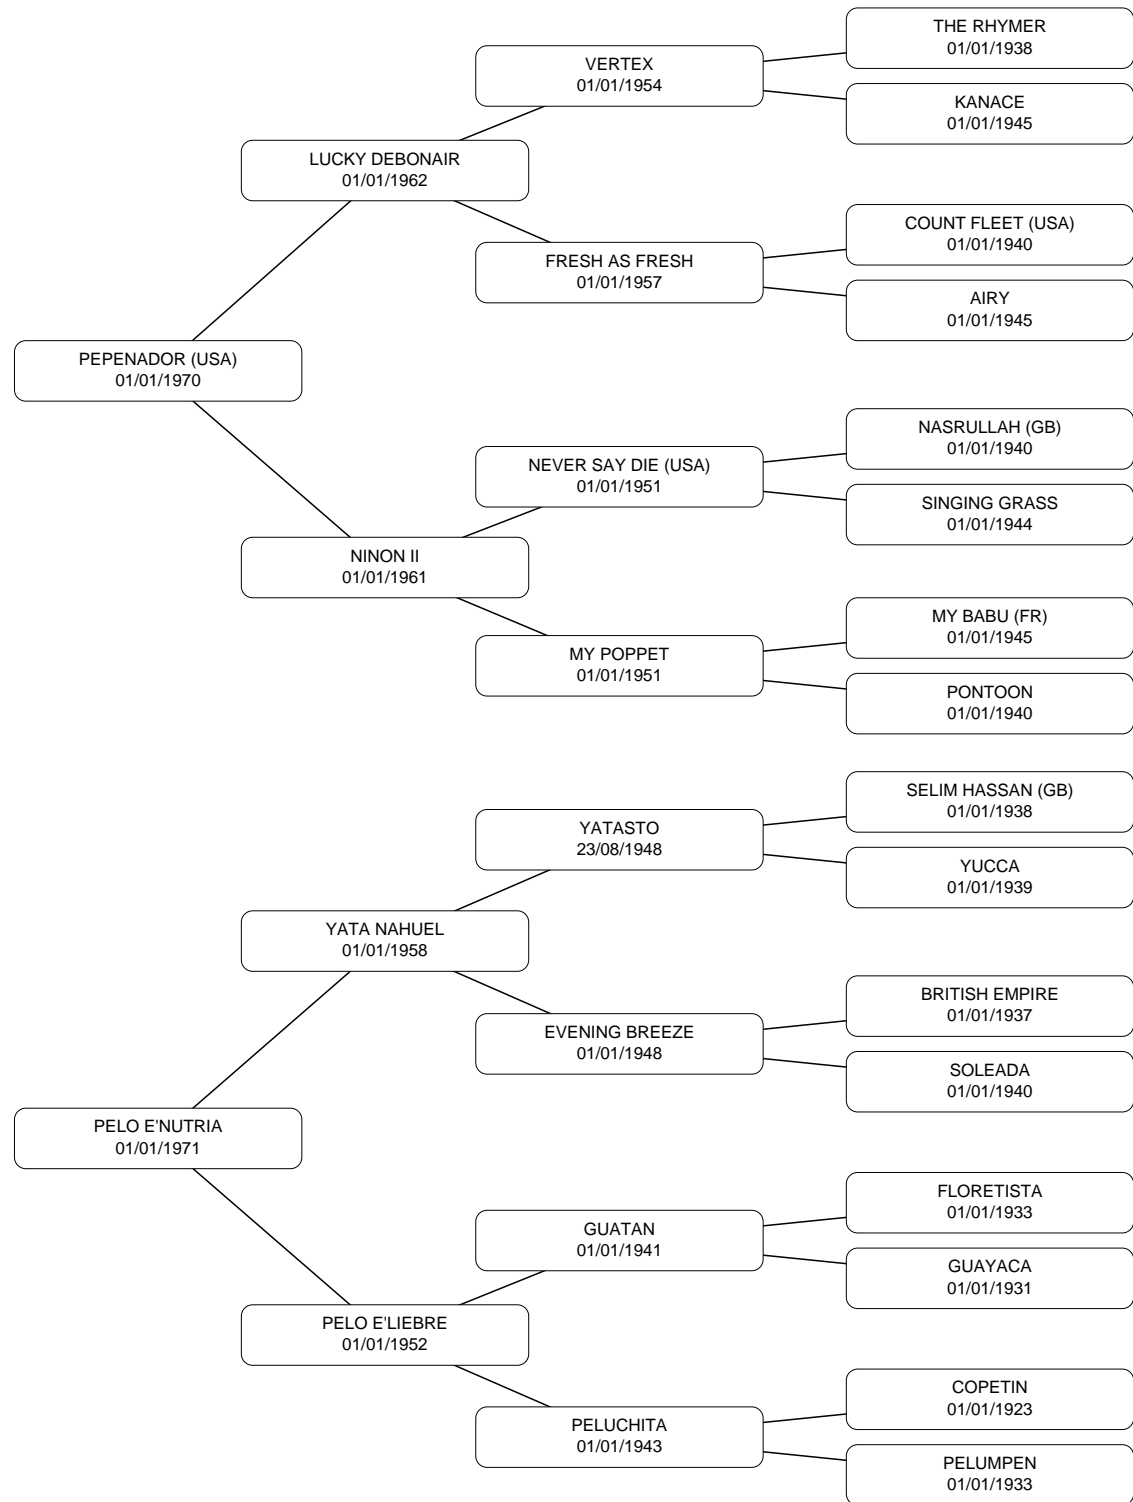 THE RHYMER
01/01/1938
VERTEX
01/01/1954
KANACE
01/01/1945
LUCKY DEBONAIR
01/01/1962
COUNT FLEET (USA)
01/01/1940
FRESH AS FRESH
01/01/1957
AIRY
01/01/1945
PEPENADOR (USA)
01/01/1970
NASRULLAH (GB)
01/01/1940
NEVER SAY DIE (USA)
01/01/1951
SINGING GRASS
01/01/1944
NINON II
01/01/1961
MY BABU (FR)
01/01/1945
MY POPPET
01/01/1951
PONTOON
01/01/1940
SELIM HASSAN (GB)
01/01/1938
YATASTO
23/08/1948
YUCCA
01/01/1939
YATA NAHUEL
01/01/1958
BRITISH EMPIRE
01/01/1937
EVENING BREEZE
01/01/1948
SOLEADA
01/01/1940
PELO E'NUTRIA
01/01/1971
FLORETISTA
01/01/1933
GUATAN
01/01/1941
GUAYACA
01/01/1931
PELO E'LIEBRE
01/01/1952
COPETIN
01/01/1923
PELUCHITA
01/01/1943
PELUMPEN
01/01/1933